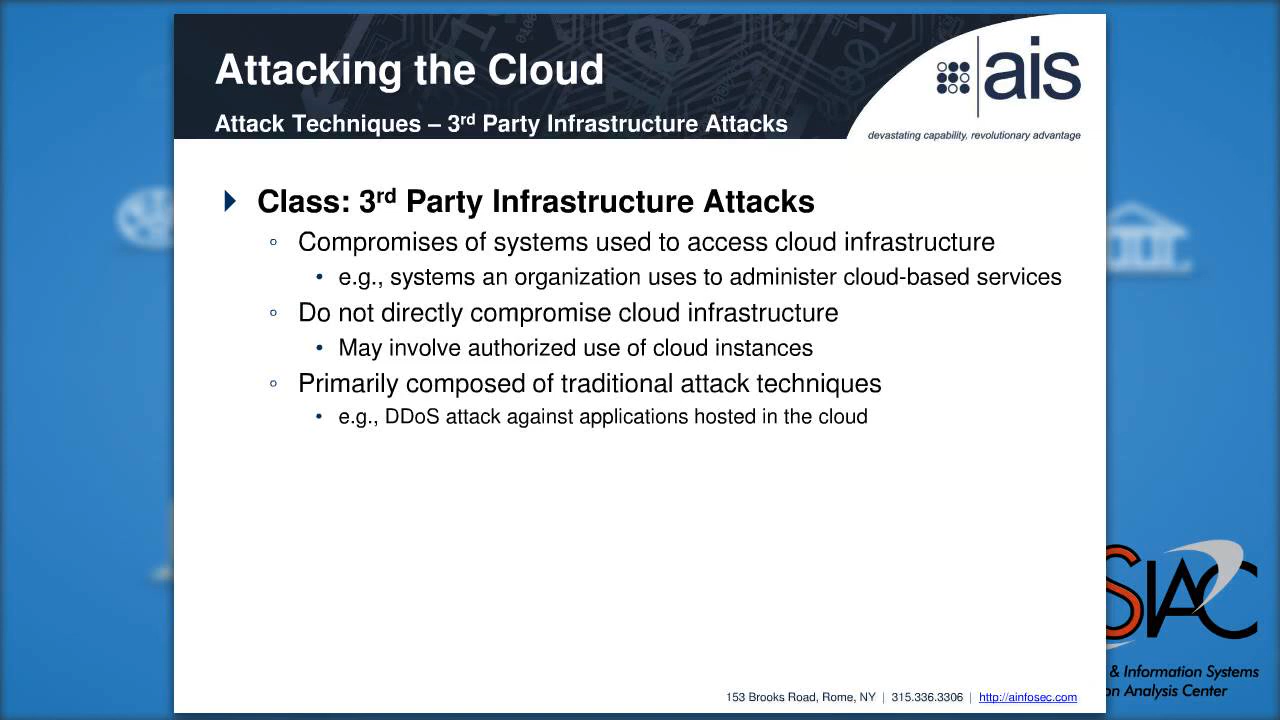 Attacking the Cloud
Attack Techniques – 3rd Party Infrastructure Attacks
ais
devastating capability, revolutionary advantage
Class: 3rd Party Infrastructure Attacks
Compromises of systems used to access cloud infrastructure
e.g., systems an organization uses to administer cloud-based services
Do not directly compromise cloud infrastructure
May involve authorized use of cloud instances
Primarily composed of traditional attack techniques
e.g., DDoS attack against applications hosted in the cloud
SIAC
& Information Systems
on Analysis Center
153 Brooks Road, Rome, NY | 315.336.3306 | http://ainfosec.com